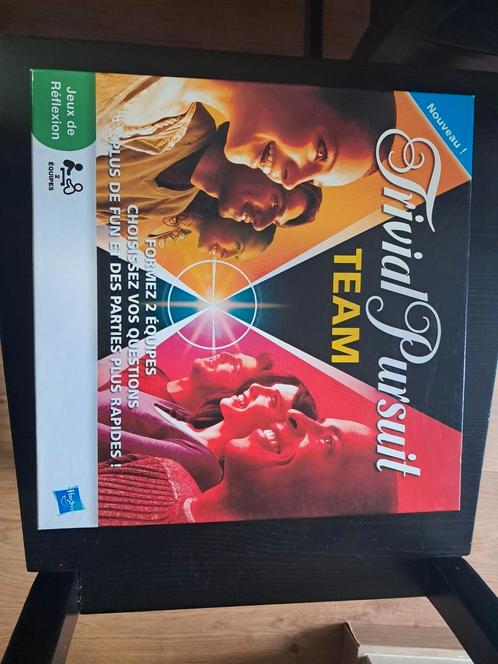 Nouveau !
Trivial Pursuit
TEAM
FORMEZ 2 ÉQUIPES
CHOISISSEZ VOS QUESTIONS
PLUS DE FUN ET DES PARTIES PLUS RAPIDES !
Jeux de
Réflexion
2
ÉQUIPES
Hasbro